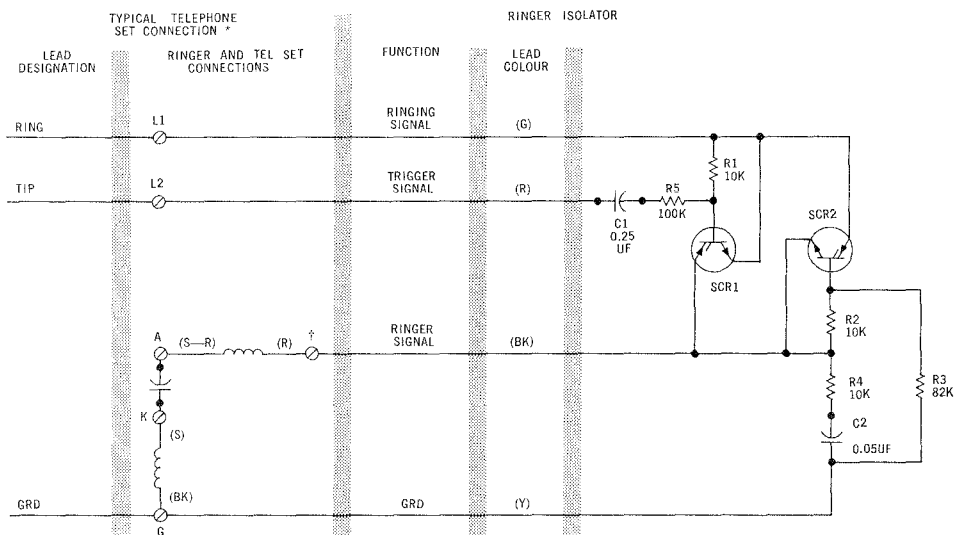 TYPICAL TELEPHONE
SET CONNECTION *
RINGER ISOLATOR
LEAD
DESIGNATION
RINGER AND TEL SET
CONNECTIONS
FUNCTION
LEAD
COLOUR
RING
L1
RINGING
SIGNAL
(G)
R1
10K
TIP
L2
TRIGGER
SIGNAL
(R)
C1
0.25
UF
R5
100K
SCR1
SCR2
A
(S—R)
(R)
†
RINGER
SIGNAL
(BK)
R2
10K
R4
10K
R3
82K
K
(S)
C2
0.05UF
(BK)
GRD
G
GRD
(Y)